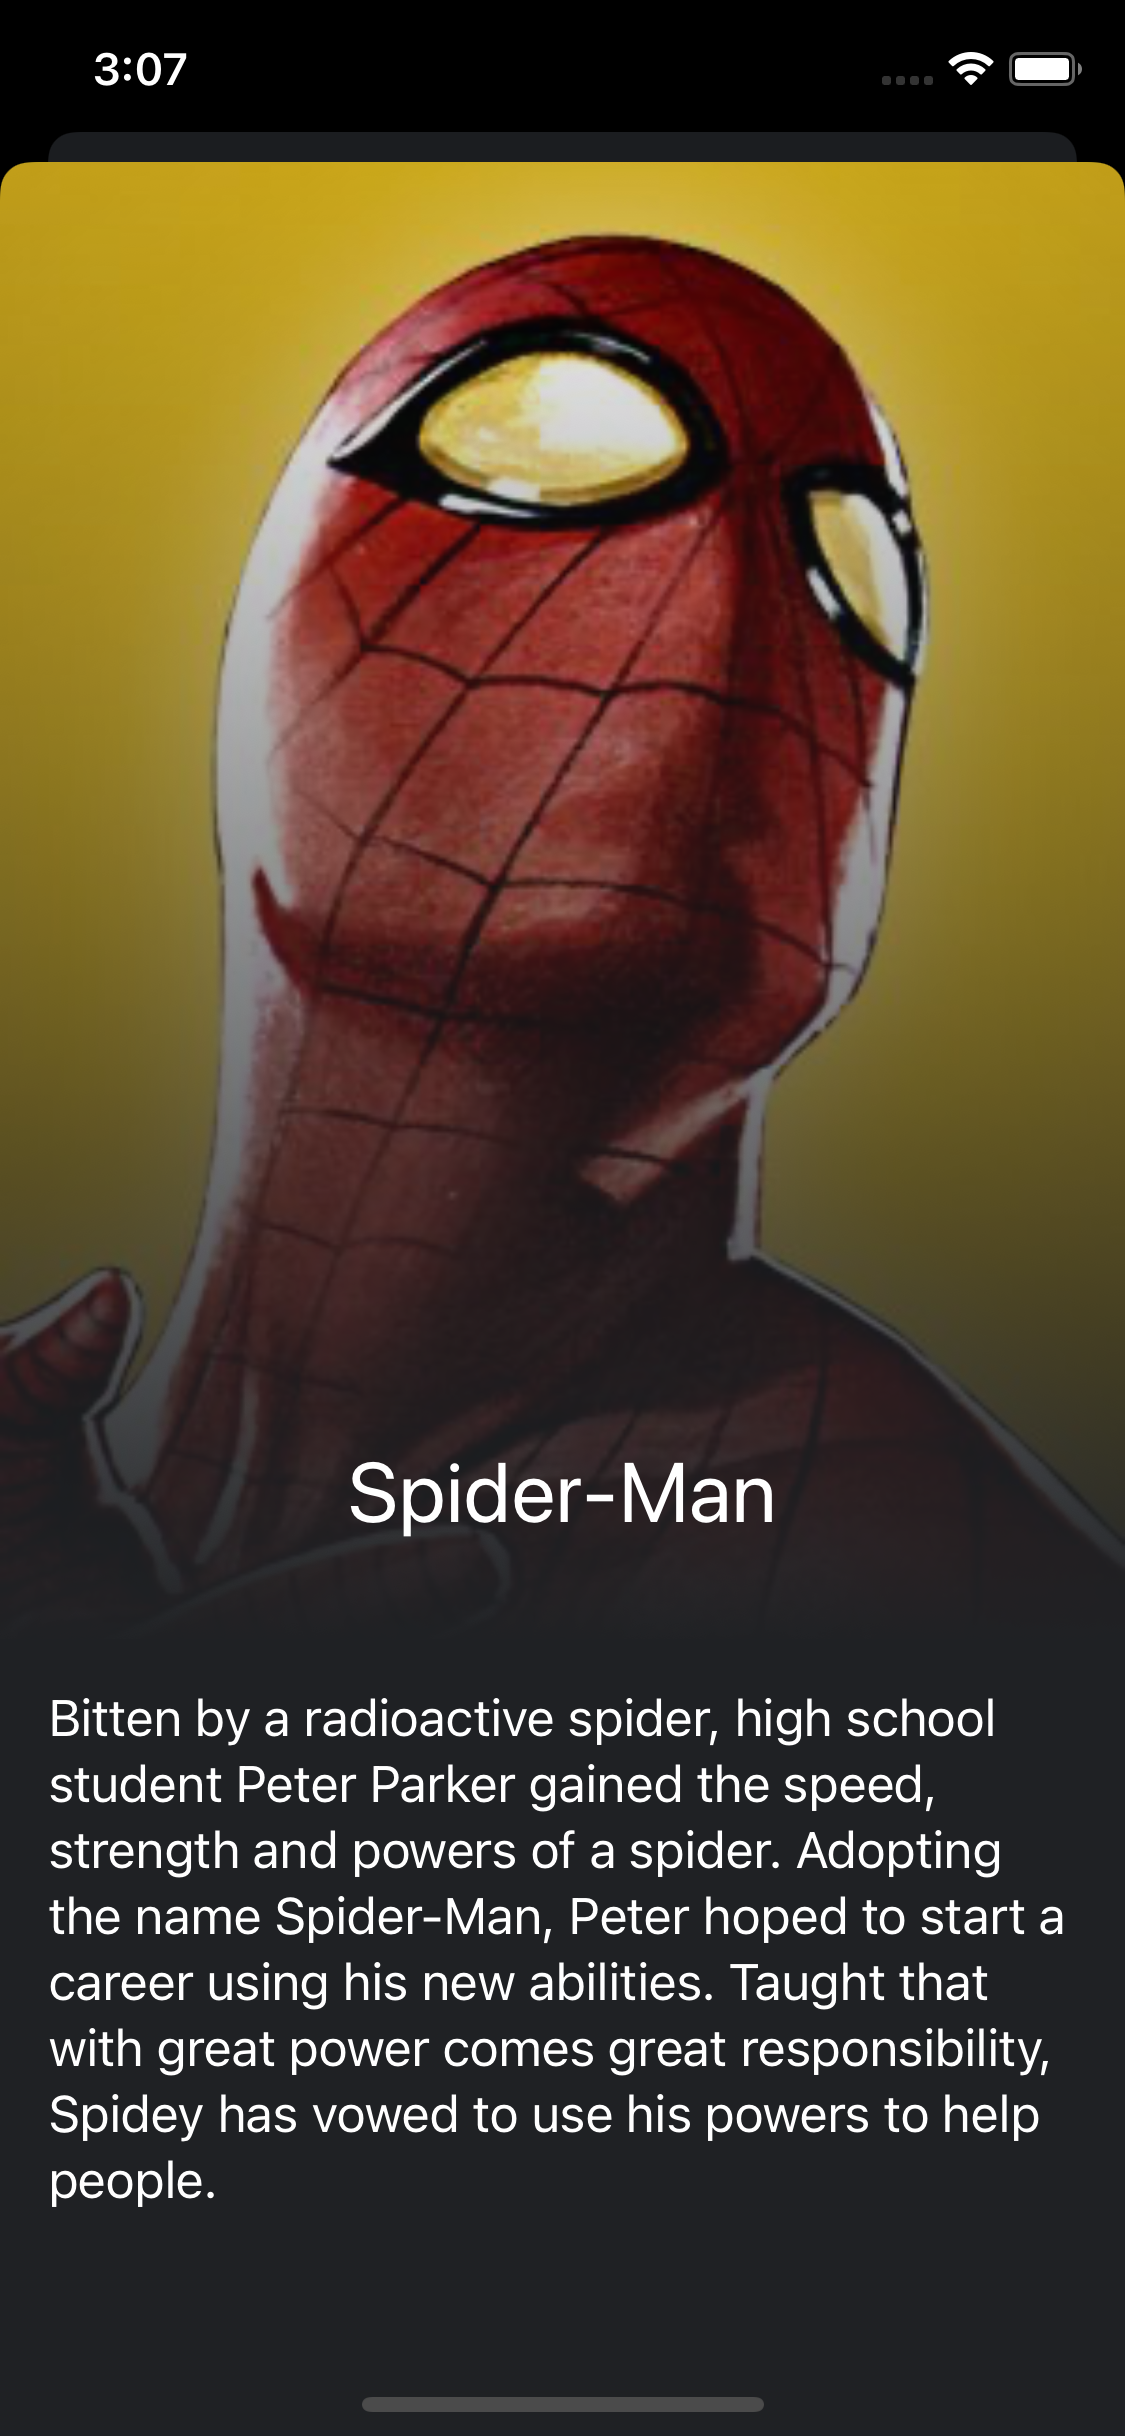 3:07
Spider-Man
Bitten by a radioactive spider, high school
student Peter Parker gained the speed,
strength and powers of a spider. Adopting
the name Spider-Man, Peter hoped to start a
career using his new abilities. Taught that
with great power comes great responsibility,
Spidey has vowed to use his powers to help
people.